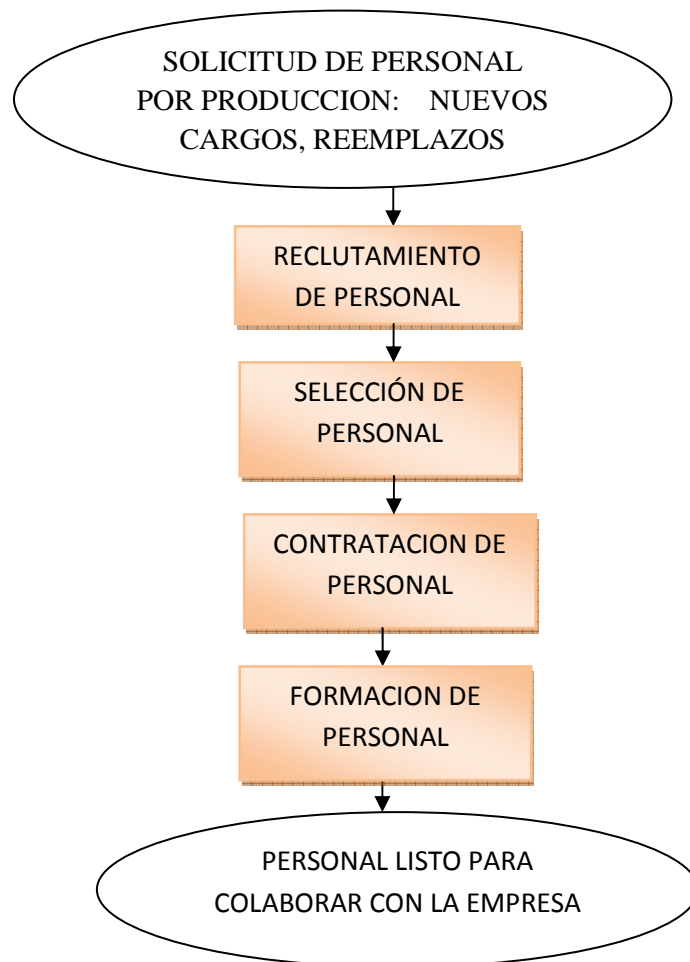 SOLICITUD DE PERSONAL
POR PRODUCCION: NUEVOS
CARGOS, REEMPLAZOS
RECLUTAMIENTO
DE PERSONAL
SELECCIÓN DE
PERSONAL
CONTRATACION DE
PERSONAL
FORMACION DE
PERSONAL
PERSONAL LISTO PARA
COLABORAR CON LA EMPRESA